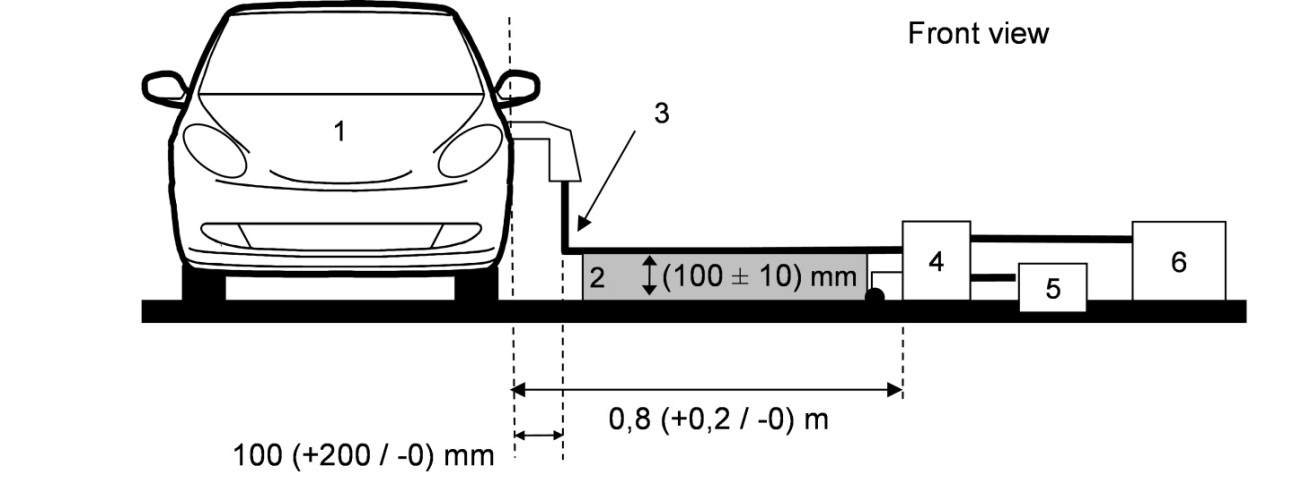 Front view
3
1
4
6
2
(100 ± 10) mm
5
0,8 (+0,2 / -0) m
100 (+200 / -0) mm